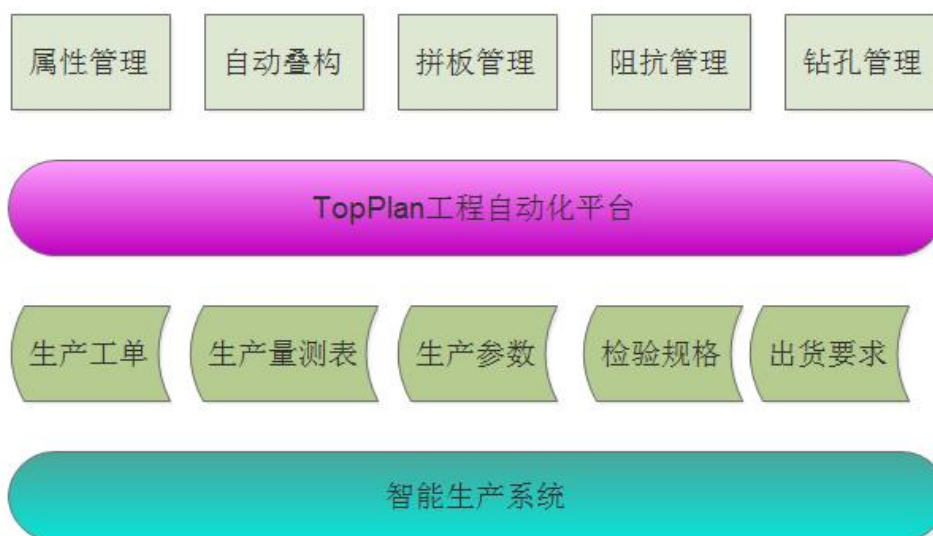 属性管理 自动叠构 拼板管理 阻抗管理 钻孔管理
TopPlan工程自动化平台
生产工单 生产量测表 生产参数 检验规格 出货要求
智能生产系统